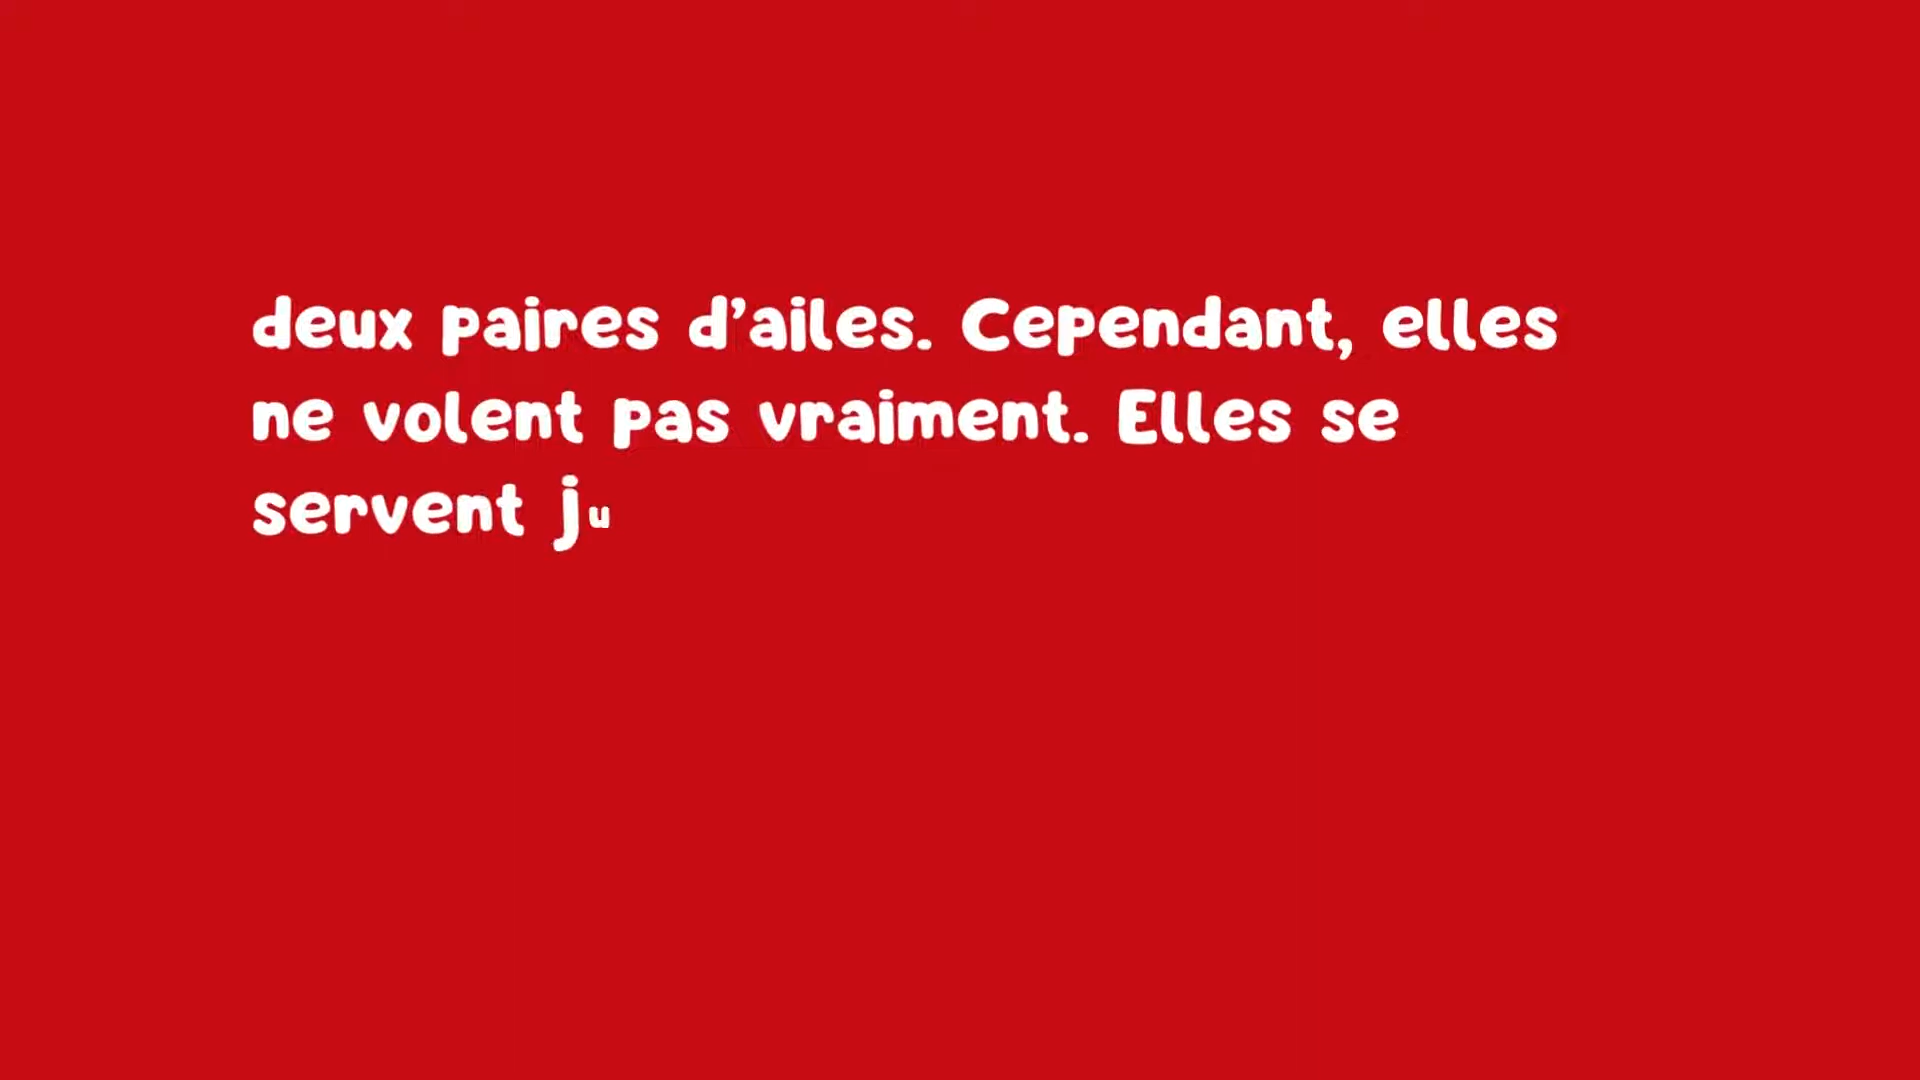 deux paires d’ailes. Cependant, elles
ne volent pas vraiment. Elles se
servent ju